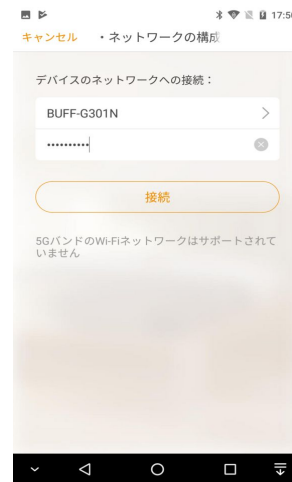 17:50
キャンセル ・ネットワークの構成
デバイスのネットワークへの接続：
BUFF-G301N
••••••••••
接続
5GバンドのWi-Fiネットワークはサポートされて
いません